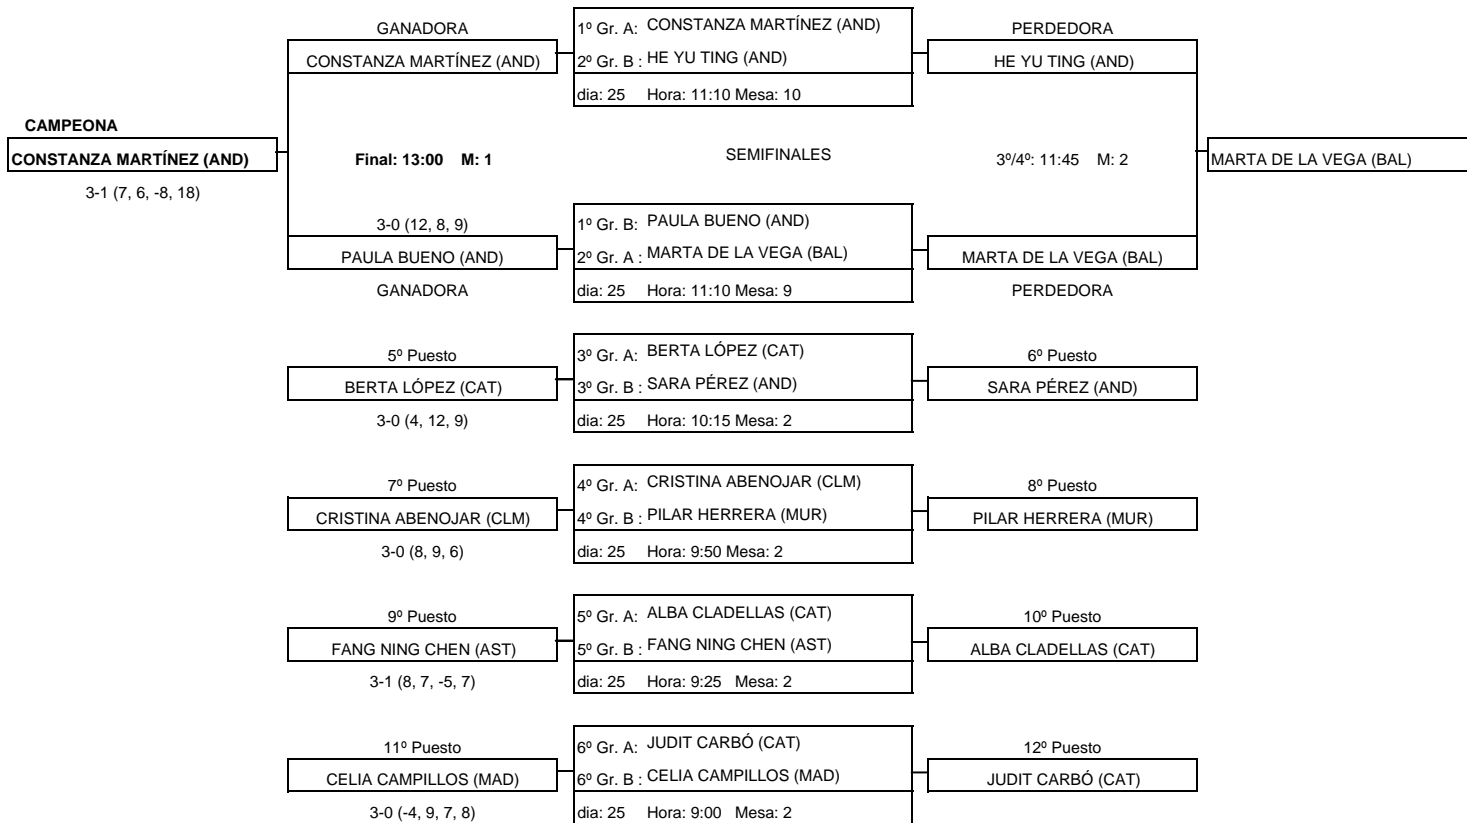 GANADORA 1º Gr. A: CONSTANZA MARTÍNEZ (AND) PERDEDORA
CONSTANZA MARTÍNEZ (AND) 2º Gr. B : HE YU TING (AND) HE YU TING (AND)
dia: 25 Hora: 11:10 Mesa: 10
CAMPEONA
CONSTANZA MARTÍNEZ (AND) Final: 13:00 M: 1 SEMIFINALES 3º/4º: 11:45 M: 2 MARTA DE LA VEGA (BAL)
3-1 (7, 6, -8, 18)
3-0 (12, 8, 9) 1º Gr. B: PAULA BUENO (AND)
PAULA BUENO (AND) 2º Gr. A : MARTA DE LA VEGA (BAL) MARTA DE LA VEGA (BAL)
GANADORA dia: 25 Hora: 11:10 Mesa: 9 PERDEDORA
5º Puesto 3º Gr. A: BERTA LÓPEZ (CAT) 6º Puesto
BERTA LÓPEZ (CAT) 3º Gr. B : SARA PÉREZ (AND) SARA PÉREZ (AND)
3-0 (4, 12, 9) dia: 25 Hora: 10:15 Mesa: 2
7º Puesto 4º Gr. A: CRISTINA ABENOJAR (CLM) 8º Puesto
CRISTINA ABENOJAR (CLM) 4º Gr. B : PILAR HERRERA (MUR) PILAR HERRERA (MUR)
3-0 (8, 9, 6) dia: 25 Hora: 9:50 Mesa: 2
9º Puesto 5º Gr. A: ALBA CLADELLAS (CAT) 10º Puesto
FANG NING CHEN (AST) 5º Gr. B : FANG NING CHEN (AST) ALBA CLADELLAS (CAT)
3-1 (8, 7, -5, 7) dia: 25 Hora: 9:25 Mesa: 2
11º Puesto 6º Gr. A: JUDIT CARBÓ (CAT) 12º Puesto
CELIA CAMPILLOS (MAD) 6º Gr. B : CELIA CAMPILLOS (MAD) JUDIT CARBÓ (CAT)
3-0 (-4, 9, 7, 8) dia: 25 Hora: 9:00 Mesa: 2